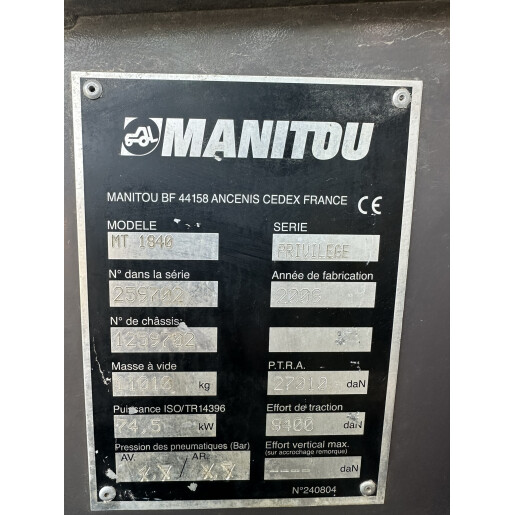 MANITOU
MANITOU BF 44158 ANCENIS CEDEX FRANCE CE
MODELE SERIE
MT 1840 PRIVILEGE
N° dans la série Année de fabrication
N° de châssis:
Masse à vide P.T.R.A.
kg daN
Puissance ISO/TR14396 Effort de traction
74.5 kW daN
Pression des pneumatiques (Bar) Effort vertical max.
(sur accrochage remorque)
AV. AR. daN
N°240804